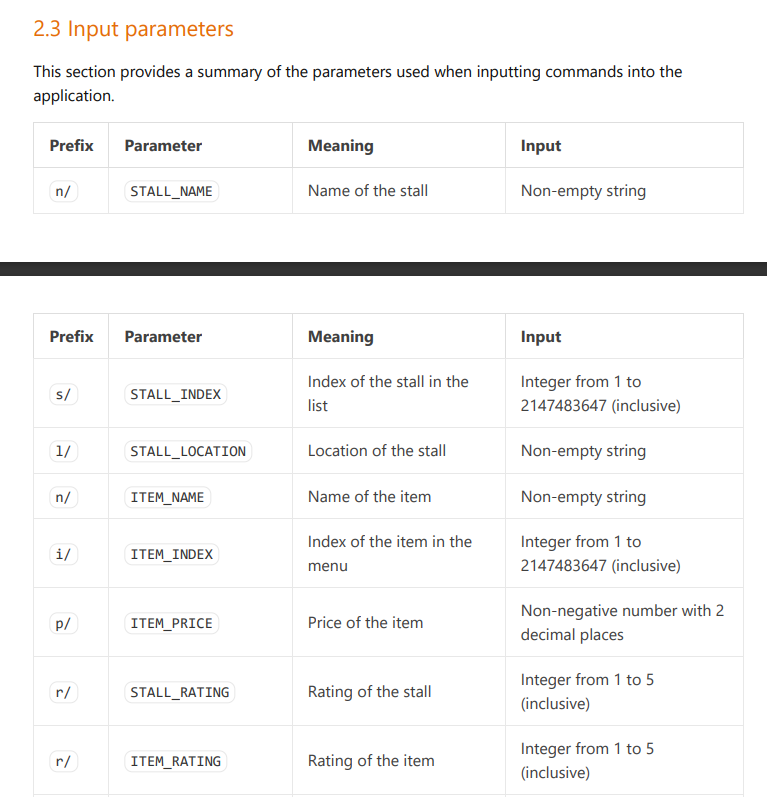 2.3 Input parameters
This section provides a summary of the parameters used when inputting commands into the
application.
Prefix Parameter Meaning Input
n/ STALL_NAME Name of the stall Non-empty string
Prefix Parameter Meaning Input
s/ STALL_INDEX Index of the stall in the list Integer from 1 to 2147483647 (inclusive)
l/ STALL_LOCATION Location of the stall Non-empty string
n/ ITEM_NAME Name of the item Non-empty string
i/ ITEM_INDEX Index of the item in the menu Integer from 1 to 2147483647 (inclusive)
p/ ITEM_PRICE Price of the item Non-negative number with 2 decimal places
r/ STALL_RATING Rating of the stall Integer from 1 to 5 (inclusive)
r/ ITEM_RATING Rating of the item Integer from 1 to 5 (inclusive)